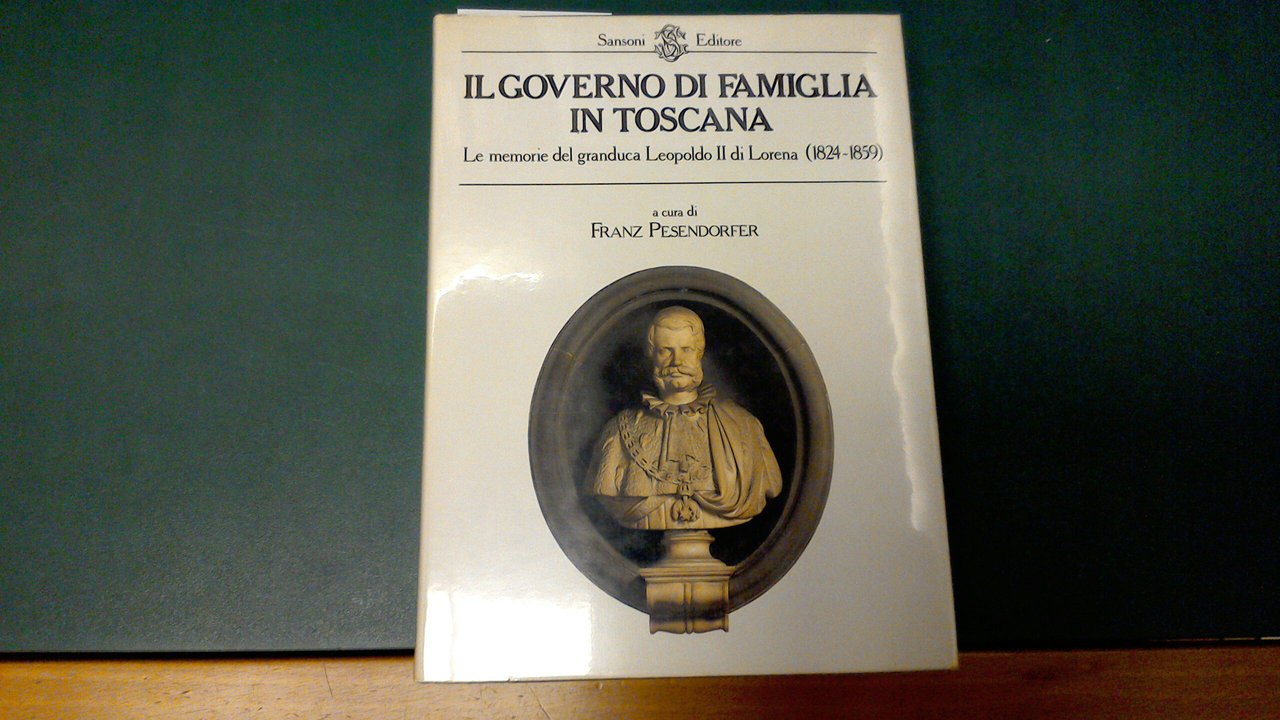 Sansoni Editore
IL GOVERNO DI FAMIGLIA
IN TOSCANA
Le memorie del granduca Leopoldo II di Lorena (1824-1859)
a cura di
FRANZ PESENDORFER